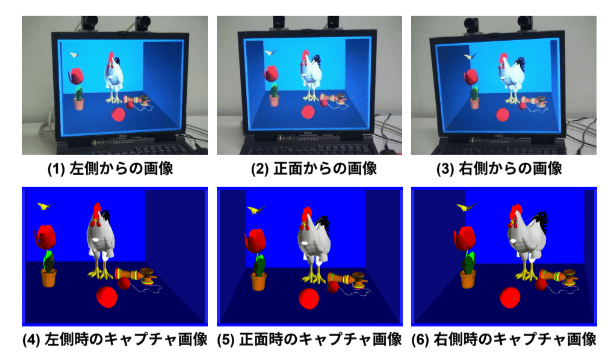 (1) 左側からの画像
(2) 正面からの画像
(3) 右側からの画像
(4) 左側時のキャプチャ画像
(5) 正面時のキャプチャ画像
(6) 右側時のキャプチャ画像